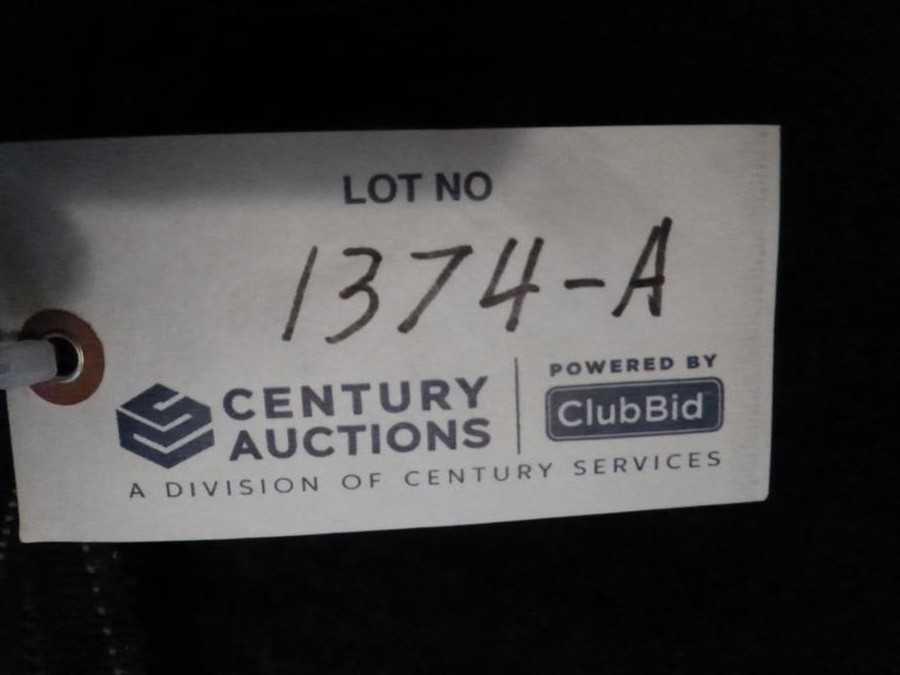 LOT NO
1374-A
CENTURY
AUCTIONS
POWERED BY
ClubBid
A DIVISION OF CENTURY SERVICES